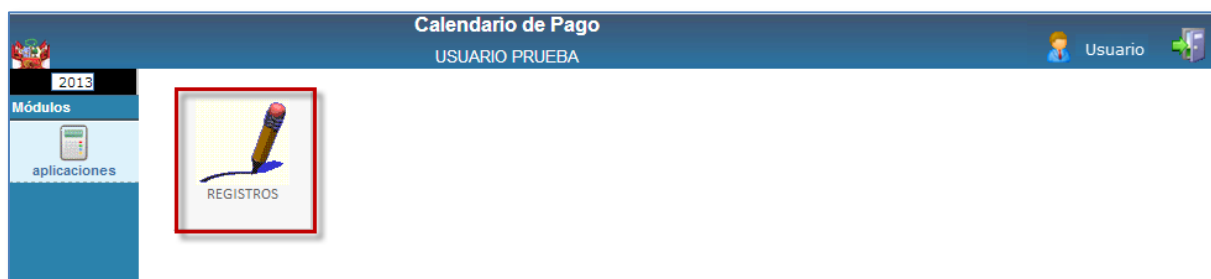 Calendario de Pago
USUARIO PRUEBA
Usuario
2013
Módulos
aplicaciones
REGISTROS